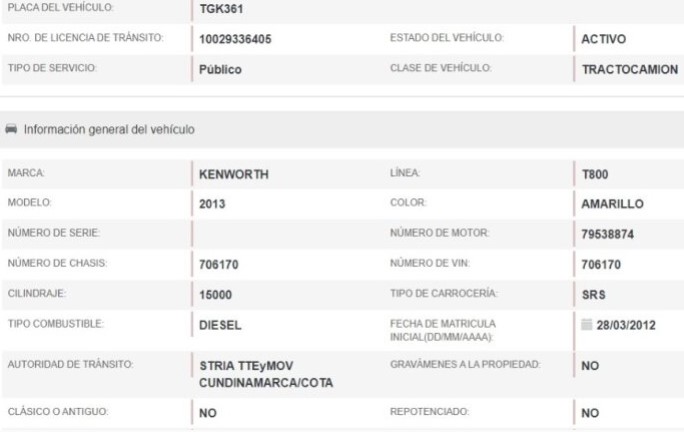 PLACA DEL VEHÍCULO: TGK361
NRO. DE LICENCIA DE TRÁNSITO: 10029336405 ESTADO DEL VEHÍCULO: ACTIVO
TIPO DE SERVICIO: Público CLASE DE VEHÍCULO: TRACTOCAMION
Información general del vehículo
MARCA: KENWORTH LÍNEA: T800
MODELO: 2013 COLOR: AMARILLO
NÚMERO DE SERIE: NÚMERO DE MOTOR: 79538874
NÚMERO DE CHASIS: 706170 NÚMERO DE VIN: 706170
CILINDRAJE: 15000 TIPO DE CARROCERÍA: SRS
TIPO COMBUSTIBLE: DIESEL FECHA DE MATRICULA 28/03/2012
INICIAL(DD/MM/AAAA):
AUTORIDAD DE TRÁNSITO: STRIA TTEyMOV GRAVÁMENES A LA PROPIEDAD: NO
CUNDINAMARCA/COTA
CLÁSICO O ANTIGUO: NO REPOTENCIADO: NO